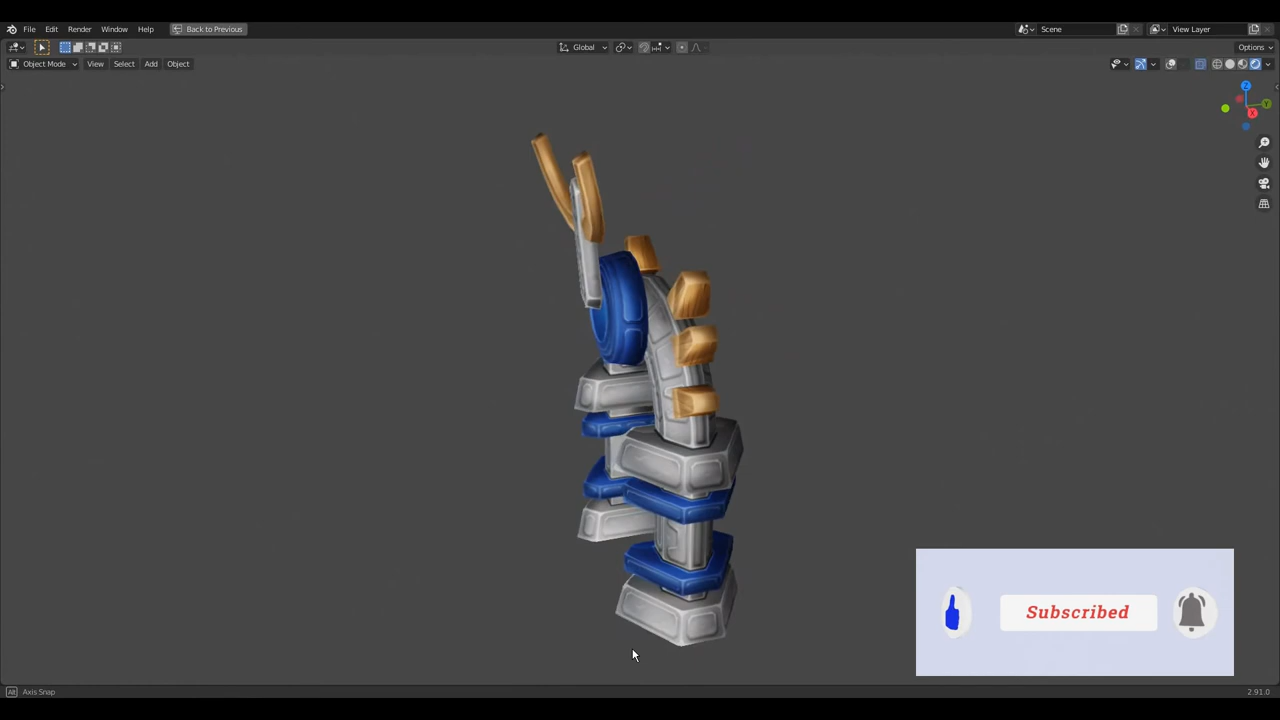 File Edit Render Window Help Back to Previous Scene View Layer
Global Options
Object Mode View Select Add Object
Z
Y
X
Subscribed
Alt Axis Snap 2.91.0